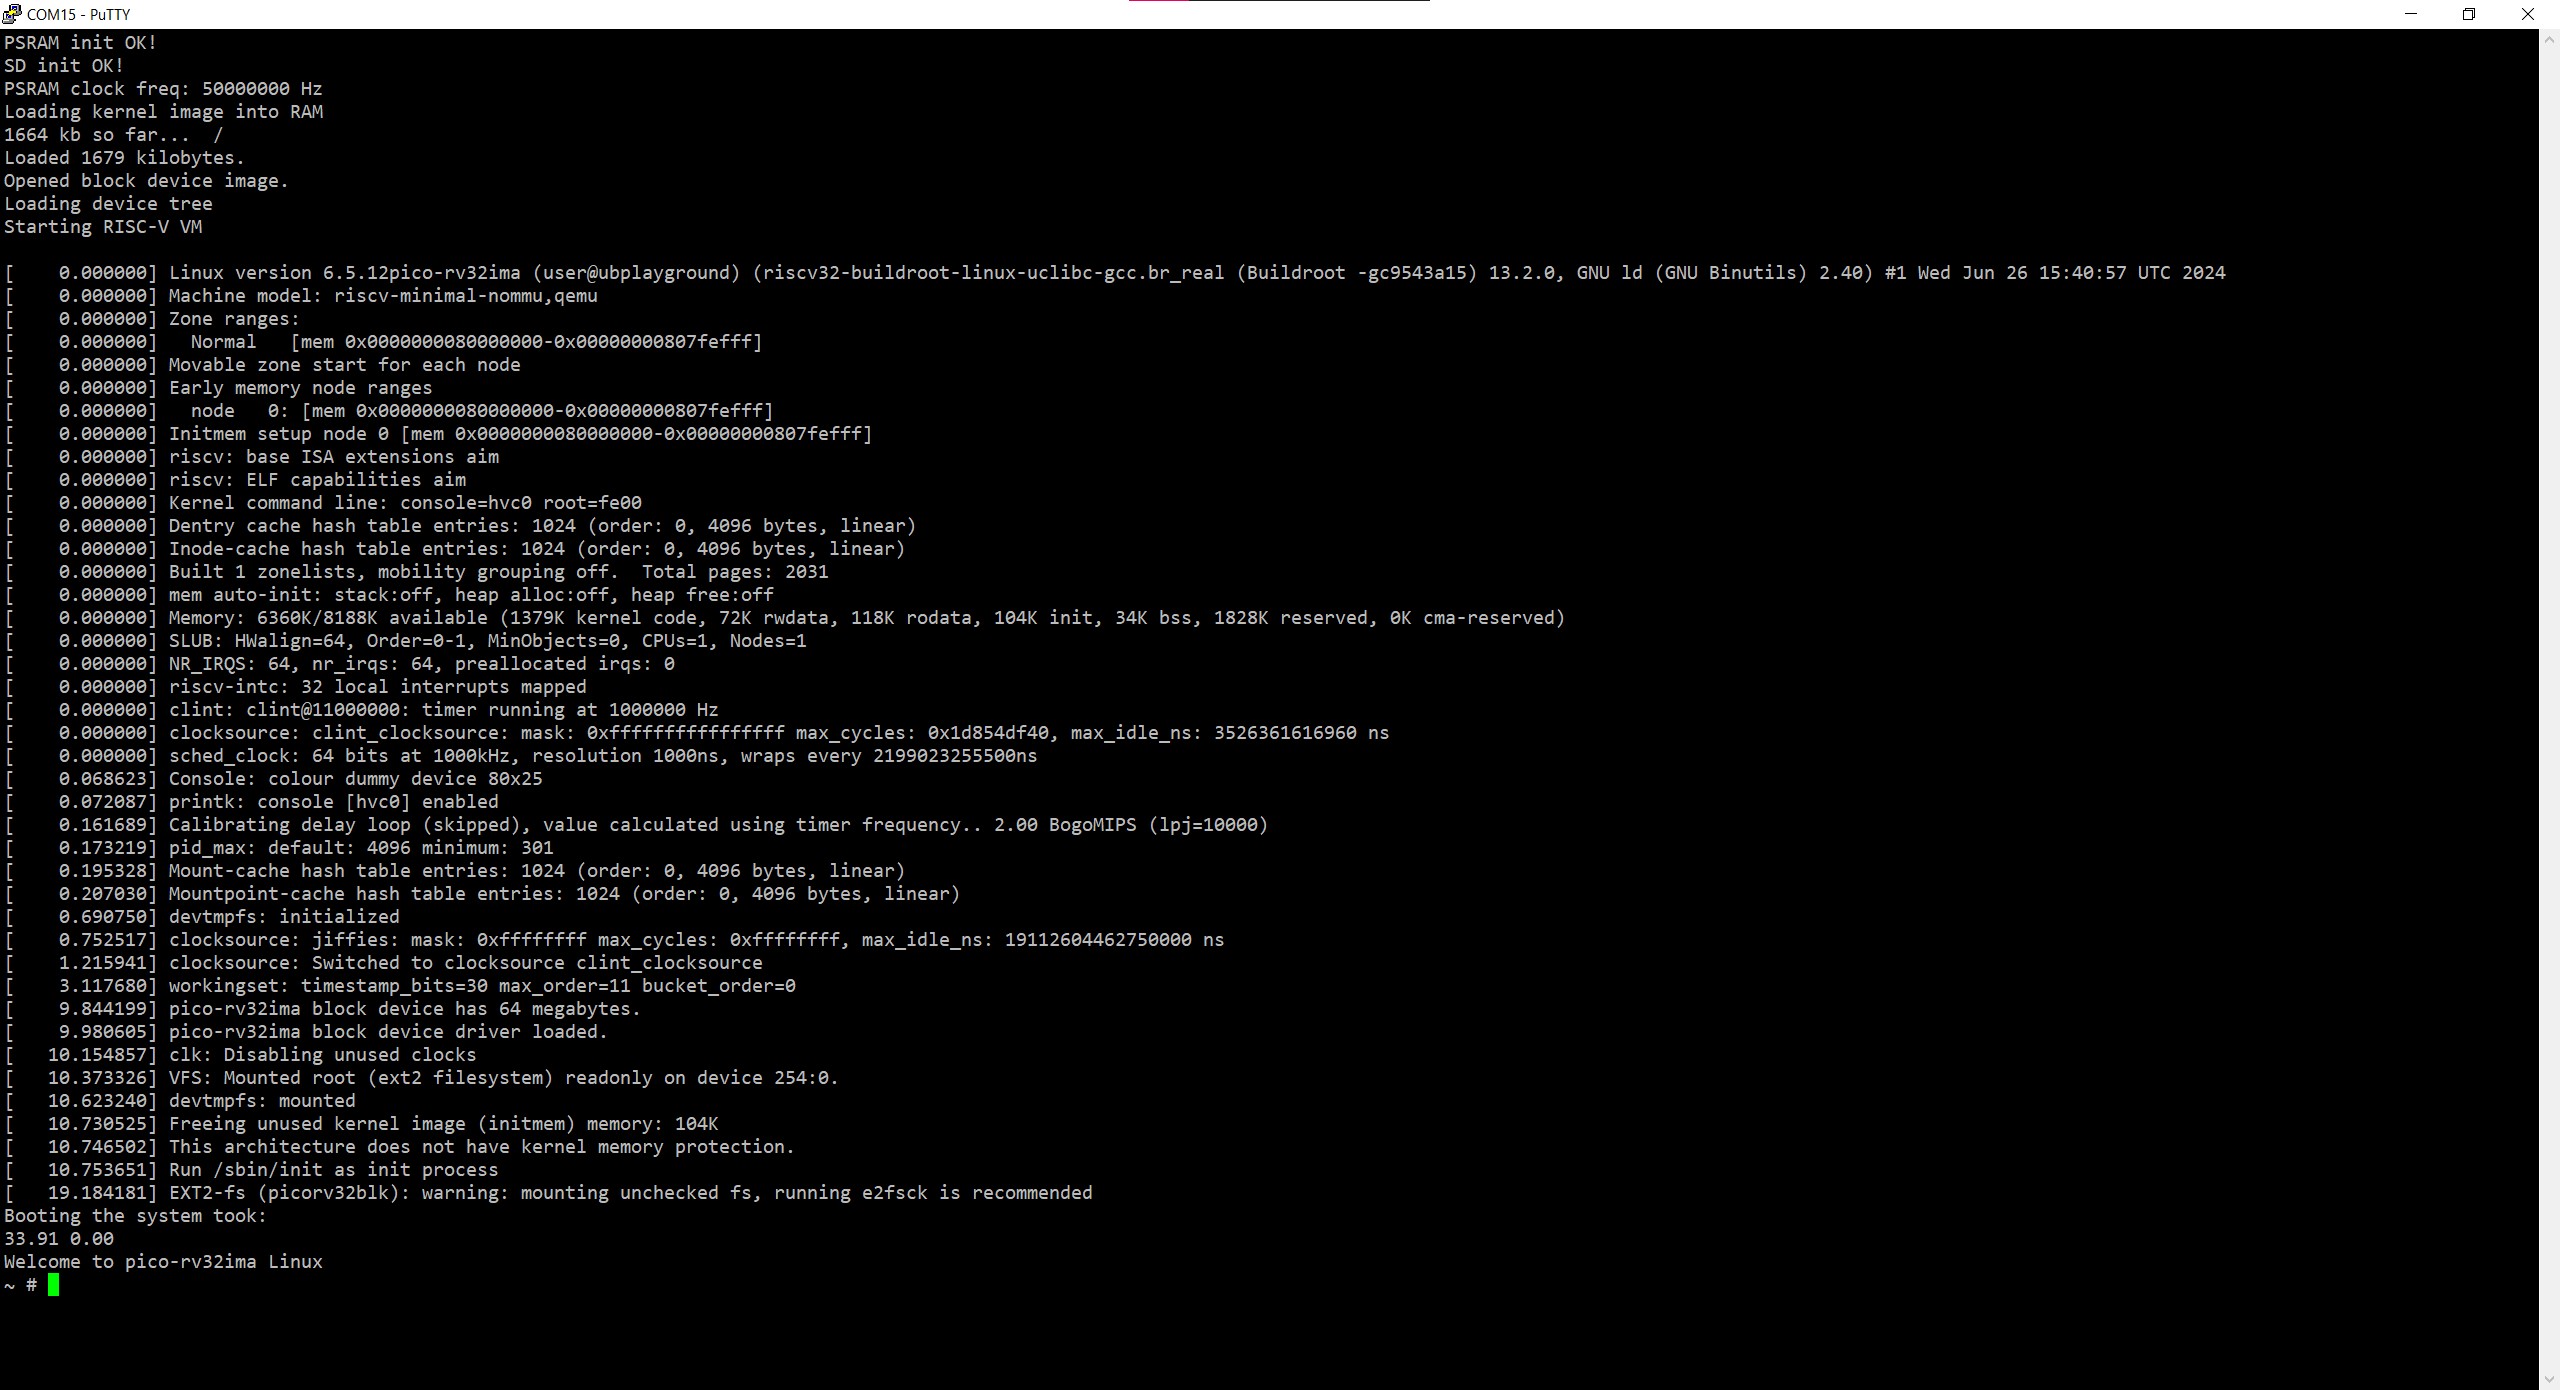 COM15 - PuTTY
PSRAM init OK!
SD init OK!
PSRAM clock freq: 50000000 Hz
Loading kernel image into RAM
1664 kb so far...  /
Loaded 1679 kilobytes.
Opened block device image.
Loading device tree
Starting RISC-V VM
[    0.000000] Linux version 6.5.12pico-rv32ima (user@ubplayground) (riscv32-buildroot-linux-uclibc-gcc.br_real (Buildroot -gc9543a15) 13.2.0, GNU ld (GNU Binutils) 2.40) #1 Wed Jun 26 15:40:57 UTC 2024
[    0.000000] Machine model: riscv-minimal-nommu,qemu
[    0.000000] Zone ranges:
[    0.000000]   Normal   [mem 0x0000000080000000-0x00000000807fefff]
[    0.000000] Movable zone start for each node
[    0.000000] Early memory node ranges
[    0.000000]   node   0: [mem 0x0000000080000000-0x00000000807fefff]
[    0.000000] Initmem setup node 0 [mem 0x0000000080000000-0x00000000807fefff]
[    0.000000] riscv: base ISA extensions aim
[    0.000000] riscv: ELF capabilities aim
[    0.000000] Kernel command line: console=hvc0 root=fe00
[    0.000000] Dentry cache hash table entries: 1024 (order: 0, 4096 bytes, linear)
[    0.000000] Inode-cache hash table entries: 1024 (order: 0, 4096 bytes, linear)
[    0.000000] Built 1 zonelists, mobility grouping off.  Total pages: 2031
[    0.000000] mem auto-init: stack:off, heap alloc:off, heap free:off
[    0.000000] Memory: 6360K/8188K available (1379K kernel code, 72K rwdata, 118K rodata, 104K init, 34K bss, 1828K reserved, 0K cma-reserved)
[    0.000000] SLUB: HWalign=64, Order=0-1, MinObjects=0, CPUs=1, Nodes=1
[    0.000000] NR_IRQS: 64, nr_irqs: 64, preallocated irqs: 0
[    0.000000] riscv-intc: 32 local interrupts mapped
[    0.000000] clint: clint@11000000: timer running at 1000000 Hz
[    0.000000] clocksource: clint_clocksource: mask: 0xffffffffffffffff max_cycles: 0x1d854df40, max_idle_ns: 3526361616960 ns
[    0.000000] sched_clock: 64 bits at 1000kHz, resolution 1000ns, wraps every 2199023255500ns
[    0.068623] Console: colour dummy device 80x25
[    0.072087] printk: console [hvc0] enabled
[    0.161689] Calibrating delay loop (skipped), value calculated using timer frequency.. 2.00 BogoMIPS (lpj=10000)
[    0.173219] pid_max: default: 4096 minimum: 301
[    0.195328] Mount-cache hash table entries: 1024 (order: 0, 4096 bytes, linear)
[    0.207030] Mountpoint-cache hash table entries: 1024 (order: 0, 4096 bytes, linear)
[    0.690750] devtmpfs: initialized
[    0.752517] clocksource: jiffies: mask: 0xffffffff max_cycles: 0xffffffff, max_idle_ns: 19112604462750000 ns
[    1.215941] clocksource: Switched to clocksource clint_clocksource
[    3.117680] workingset: timestamp_bits=30 max_order=11 bucket_order=0
[    9.844199] pico-rv32ima block device has 64 megabytes.
[    9.980605] pico-rv32ima block device driver loaded.
[   10.154857] clk: Disabling unused clocks
[   10.373326] VFS: Mounted root (ext2 filesystem) readonly on device 254:0.
[   10.623240] devtmpfs: mounted
[   10.730525] Freeing unused kernel image (initmem) memory: 104K
[   10.746502] This architecture does not have kernel memory protection.
[   10.753651] Run /sbin/init as init process
[   19.184181] EXT2-fs (picorv32blk): warning: mounting unchecked fs, running e2fsck is recommended
Booting the system took:
33.91 0.00
Welcome to pico-rv32ima Linux
~ #